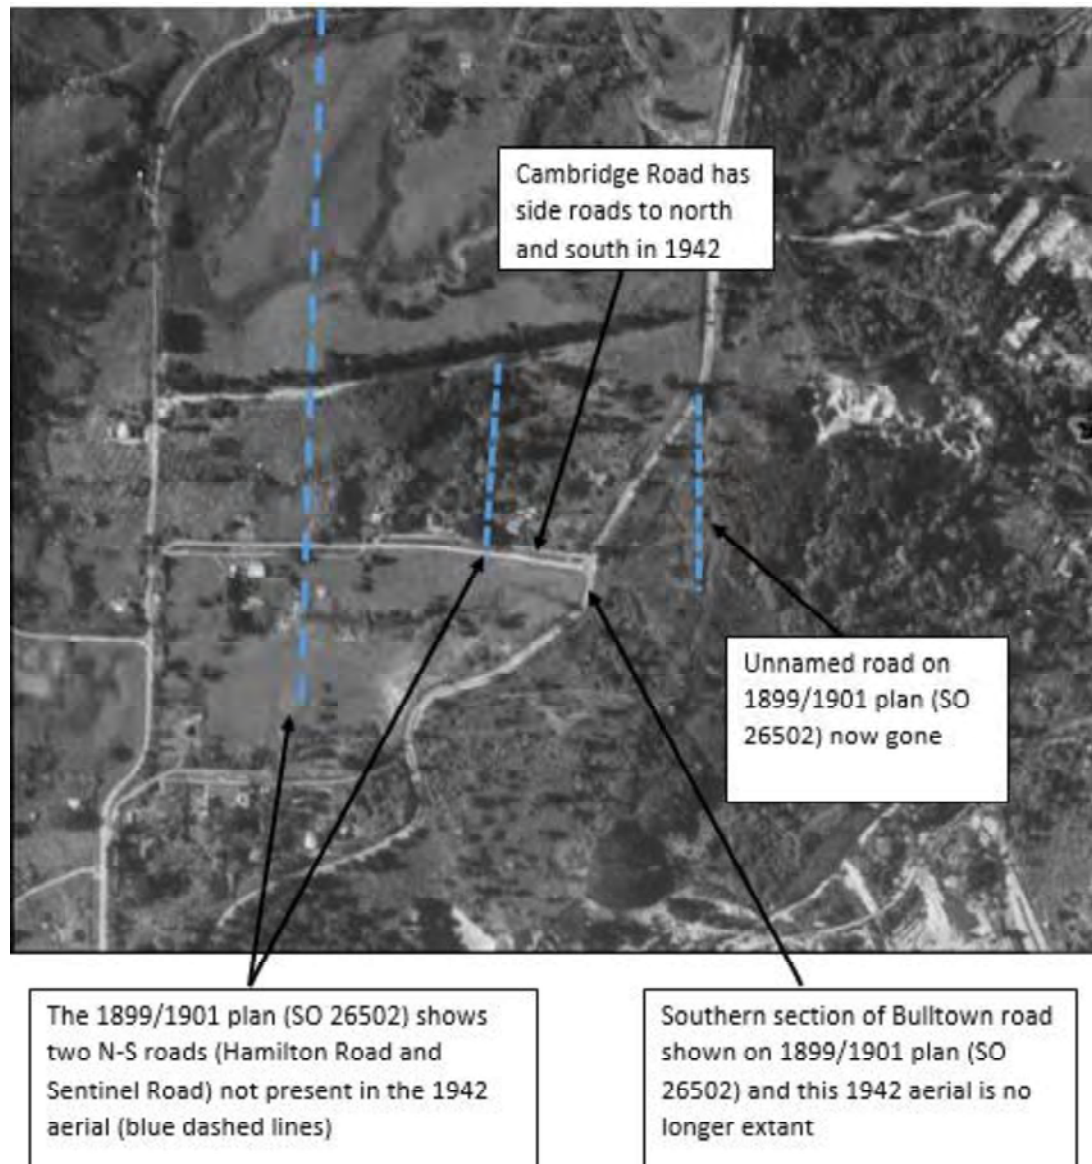 Cambridge Road has
side roads to north
and south in 1942
Unnamed road on
1899/1901 plan (SO
26502) now gone
The 1899/1901 plan (SO 26502) shows
two N-S roads (Hamilton Road and
Sentinel Road) not present in the 1942
aerial (blue dashed lines)
Southern section of Bulltown road
shown on 1899/1901 plan (SO
26502) and this 1942 aerial is no
longer extant